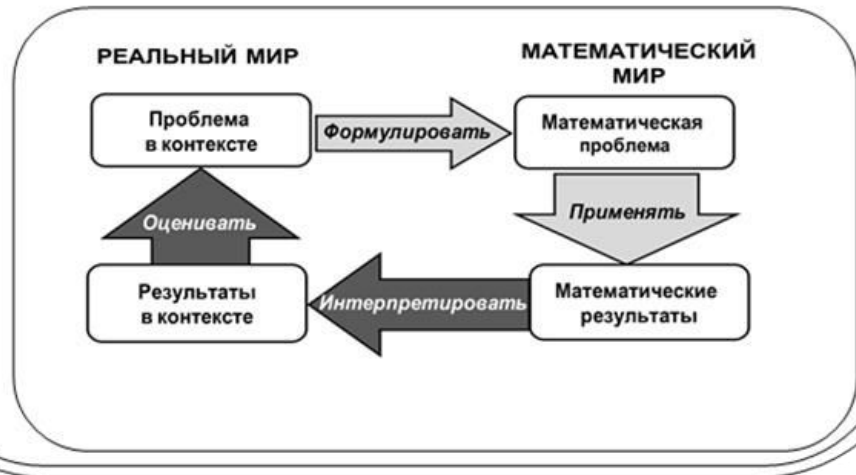 РЕАЛЬНЫЙ МИР
МАТЕМАТИЧЕСКИЙ
МИР
Проблема
в контексте
Формулировать
Математическая
проблема
Оценивать
Применять
Результаты
в контексте
Интерпретировать
Математические
результаты